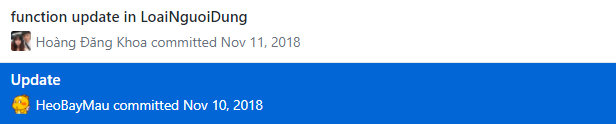 function update in LoaiNguoiDung
Hoàng Đăng Khoa committed Nov 11, 2018
Update
HeoBayMau committed Nov 10, 2018